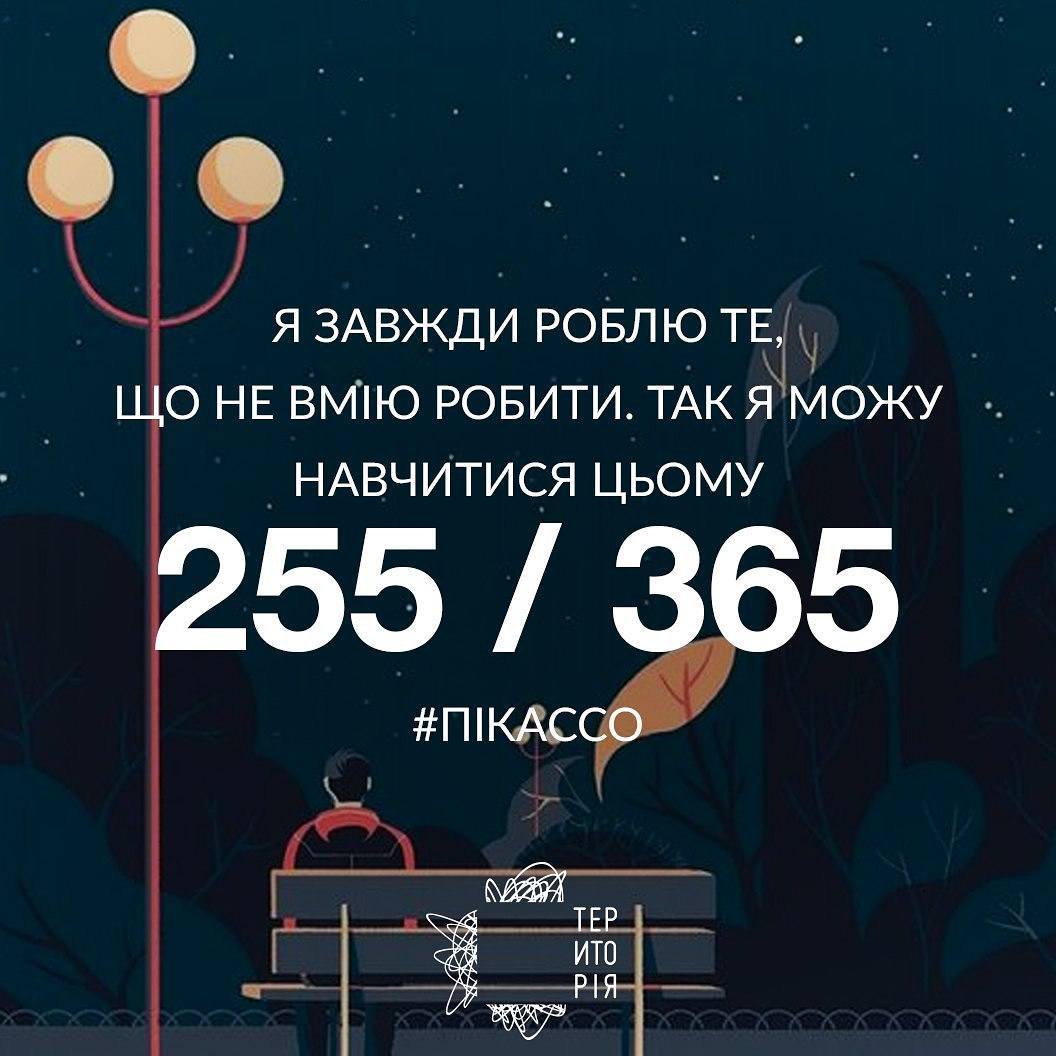 Я ЗАВЖДИ РОБЛЮ ТЕ,
ЩО НЕ ВМІЮ РОБИТИ. ТАК Я МОЖУ
НАВЧИТИСЯ ЦЬОМУ
255 / 365
#ПІКАССО
ТЕР
ИТО
РІЯ